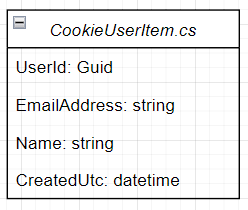 CookieUserItem.cs
UserId: Guid
EmailAddress: string
Name: string
CreatedUtc: datetime